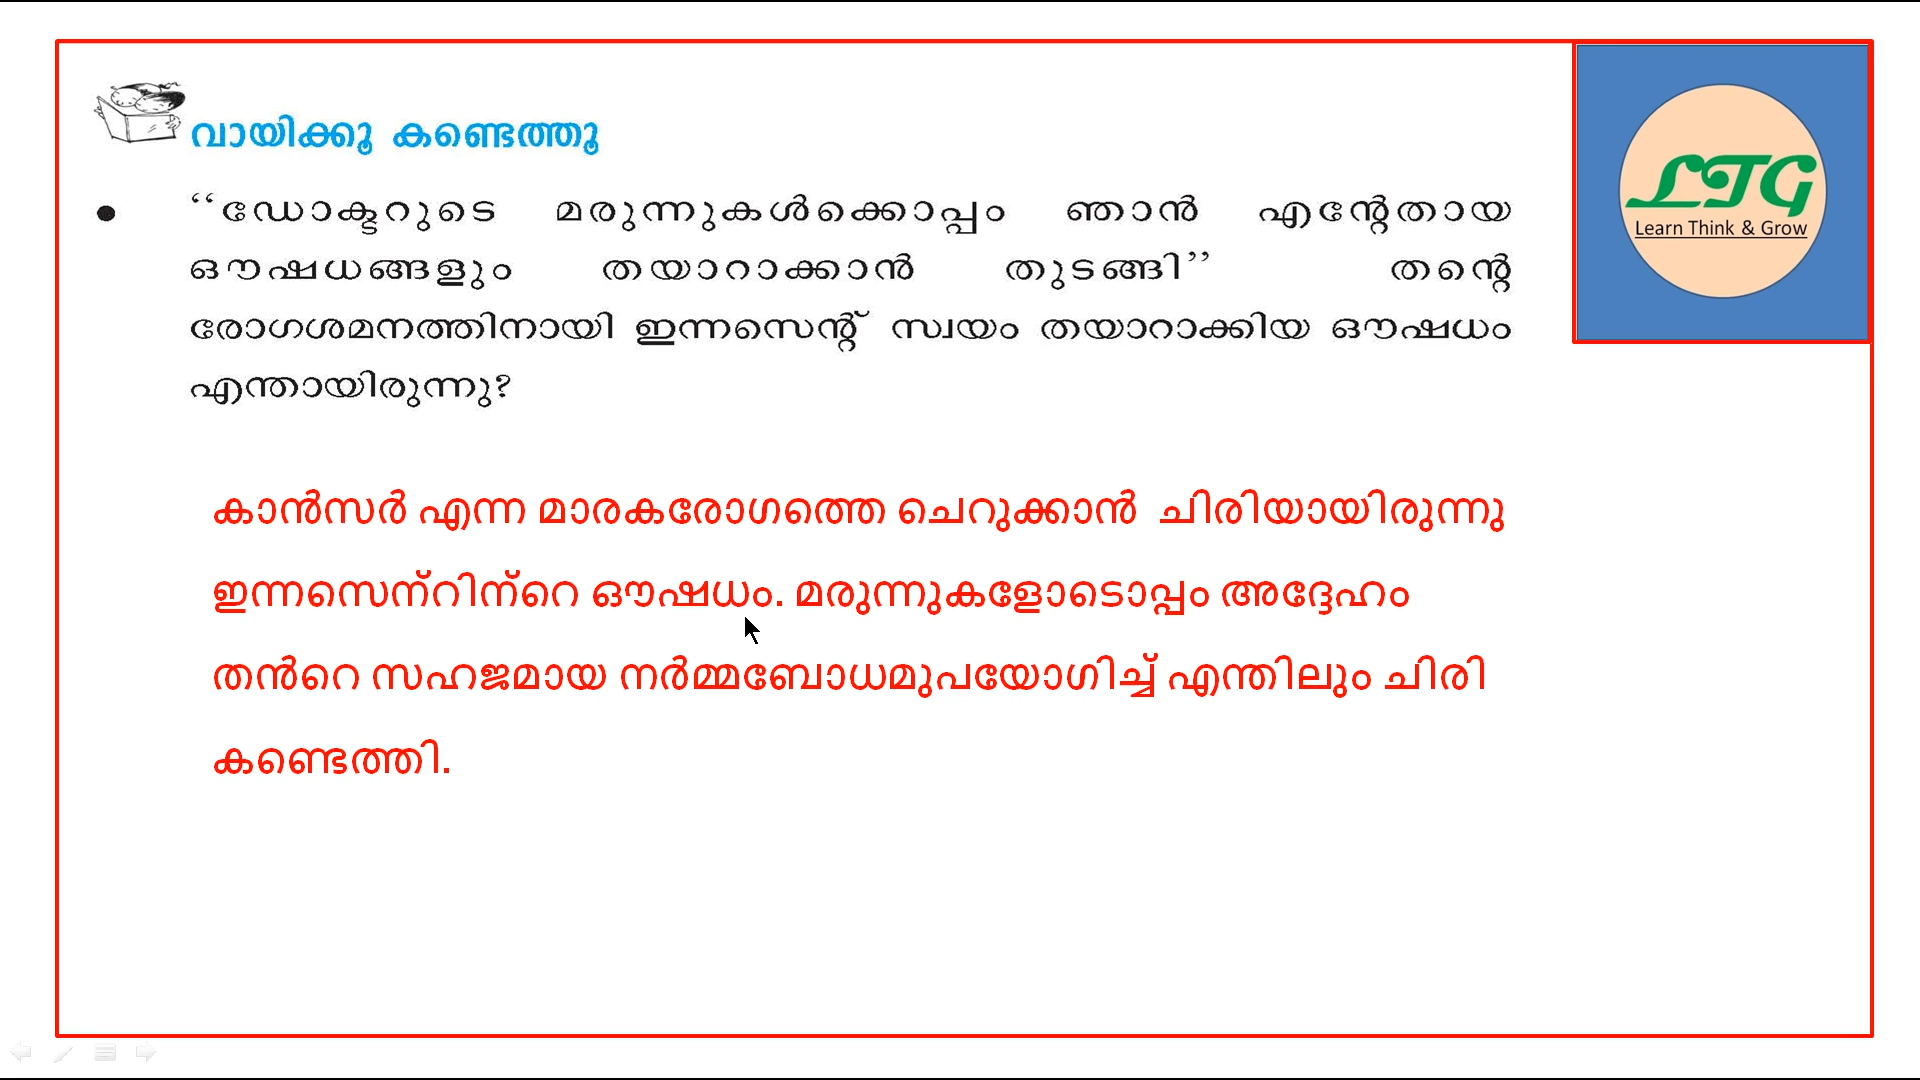 വായിക്കൂ കണ്ടെത്തൂ
● ‘‘ഡോക്ടറുടെ മരുന്നുകൾക്കൊപ്പം ഞാൻ എന്റേതായ
ഔഷധങ്ങളും തയാറാക്കാൻ തുടങ്ങി’’ തന്റെ
രോഗശമനത്തിനായി ഇന്നസെന്റ് സ്വയം തയാറാക്കിയ ഔഷധം
എന്തായിരുന്നു?
കാൻസർ എന്ന മാരകരോഗത്തെ ചെറുക്കാൻ ചിരിയായിരുന്നു
ഇന്നസെന്റിന്റെ ഔഷധം. മരുന്നുകളോടൊപ്പം അദ്ദേഹം
തൻറെ സഹജമായ നർമ്മബോധമുപയോഗിച്ച് എന്തിലും ചിരി
കണ്ടെത്തി.
LTG
Learn Think & Grow